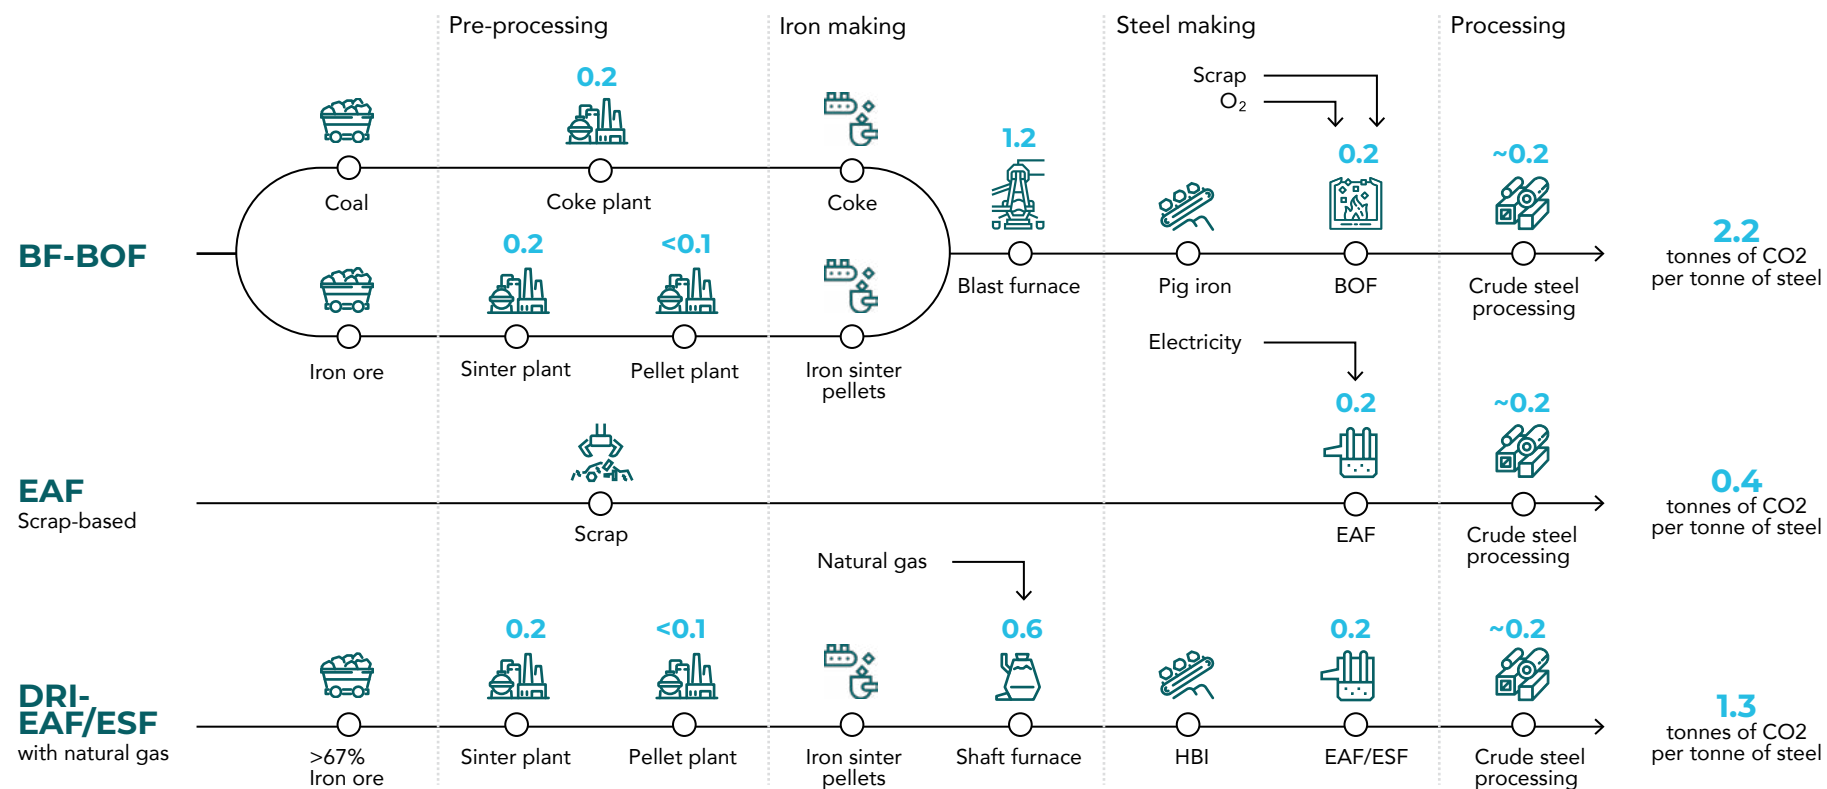 Pre-processing
Iron making
Steel making
Processing
0.2
Scrap
O₂
1.2
0.2
~0.2
Coal
Coke plant
Coke
BF-BOF
0.2
<0.1
Blast furnace
Pig iron
BOF
Crude steel
processing
2.2
tonnes of CO2
per tonne of steel
Iron ore
Sinter plant
Pellet plant
Iron sinter
pellets
Electricity
0.2
~0.2
EAF
Scrap-based
Scrap
EAF
Crude steel
processing
0.4
tonnes of CO2
per tonne of steel
Natural gas
0.2
<0.1
0.6
0.2
~0.2
DRI-
EAF/ESF
with natural gas
>67%
Iron ore
Sinter plant
Pellet plant
Iron sinter
pellets
Shaft furnace
HBI
EAF/ESF
Crude steel
processing
1.3
tonnes of CO2
per tonne of steel